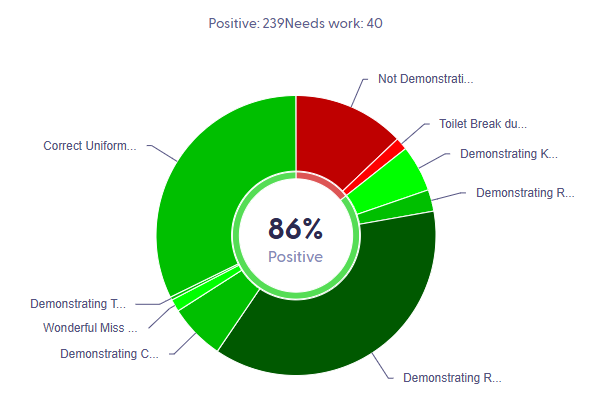 Positive: 239Needs work: 40
Not Demonstrati...
Toilet Break du...
Correct Uniform...
Demonstrating K...
Demonstrating R...
86%
Positive
Demonstrating T...
Wonderful Miss ...
Demonstrating C...
Demonstrating R...